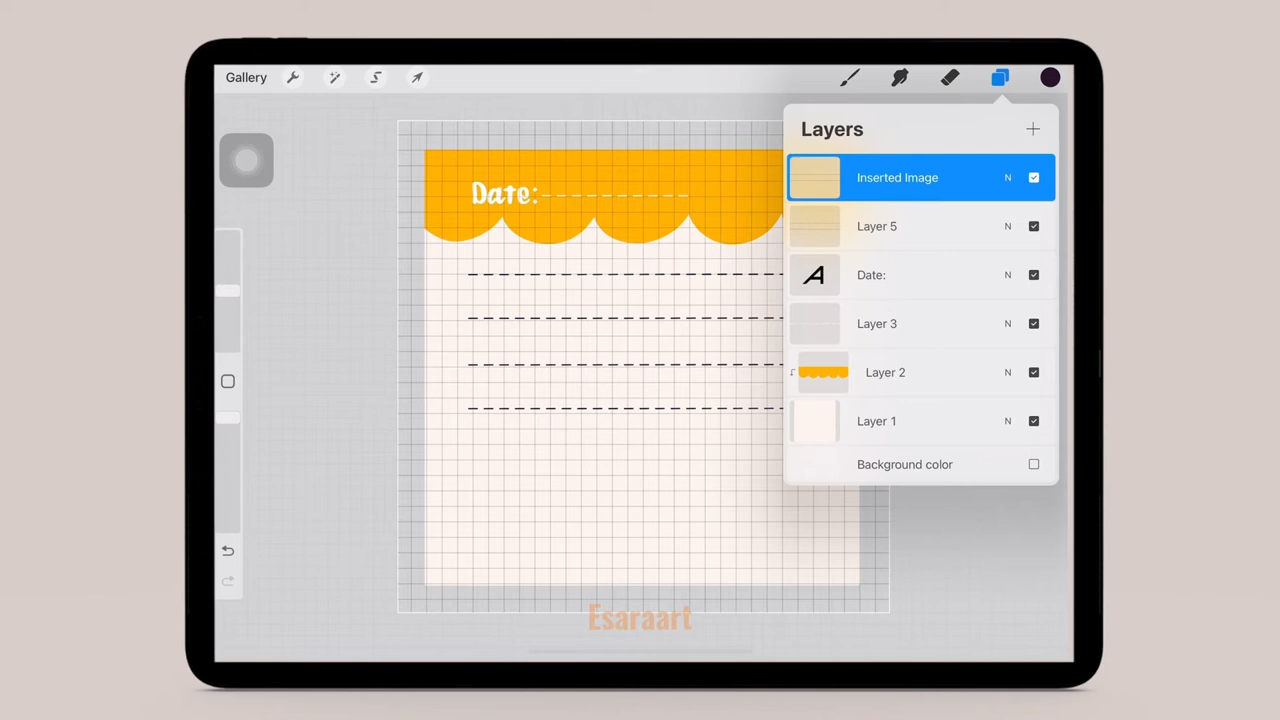 Gallery
Layers
Inserted Image N
Layer 5 N
Date: N
Layer 3 N
Layer 2 N
Layer 1 N
Background color
A
Date:
Esaraart